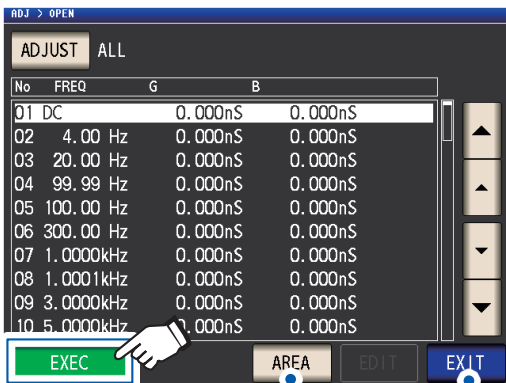 ADJ > OPEN
ADJUST ALL
No FREQ G B
01 DC 0.000nS 0.000nS
02 4.00 Hz 0.000nS 0.000nS
03 20.00 Hz 0.000nS 0.000nS
04 99.99 Hz 0.000nS 0.000nS
05 100.00 Hz 0.000nS 0.000nS
06 300.00 Hz 0.000nS 0.000nS
07 1.0000kHz 0.000nS 0.000nS
08 1.0001kHz 0.000nS 0.000nS
09 3.0000kHz 0.000nS 0.000nS
10 5.0000kHz .000nS 0.000nS
EXEC AREA EDIT EXIT